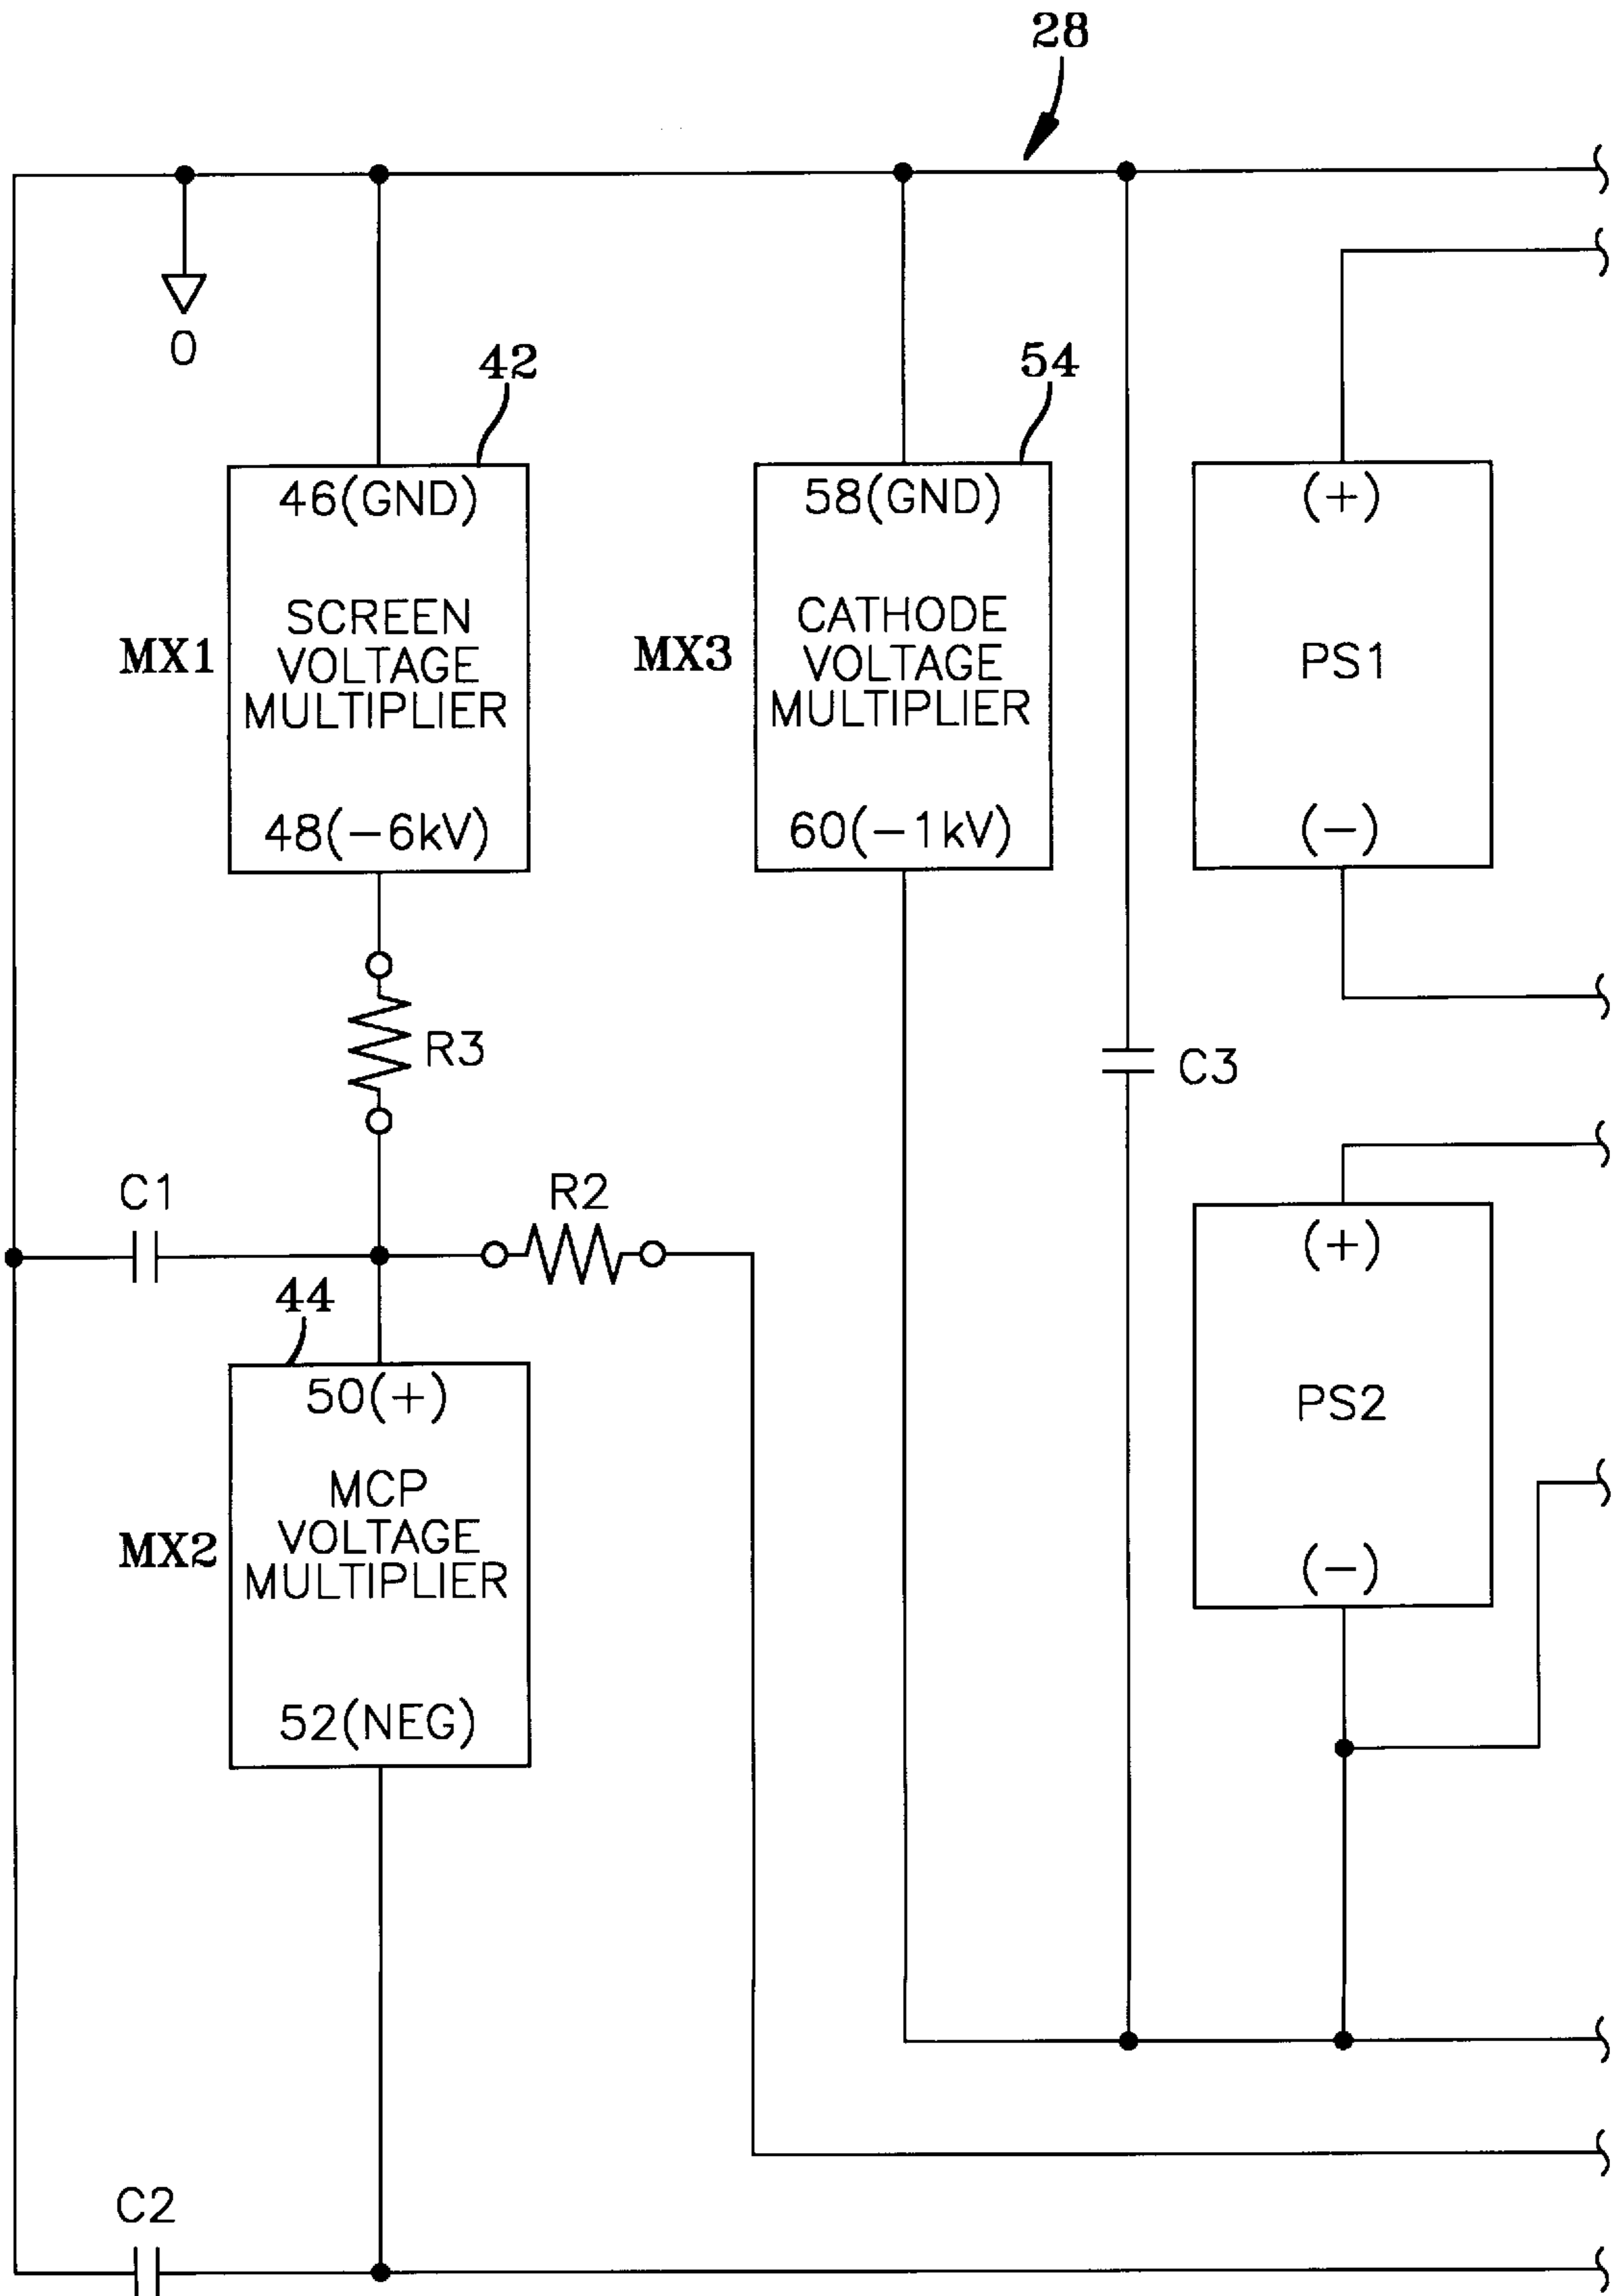 28
0
42
54
46(GND)
SCREEN
VOLTAGE
MULTIPLIER
48(-6kV)
MX1
58(GND)
CATHODE
VOLTAGE
MULTIPLIER
60(-1kV)
MX3
(+)
PS1
(-)
R3
C3
C1
R2
44
50(+)
MCP
VOLTAGE
MULTIPLIER
52(NEG)
MX2
(+)
PS2
(-)
C2